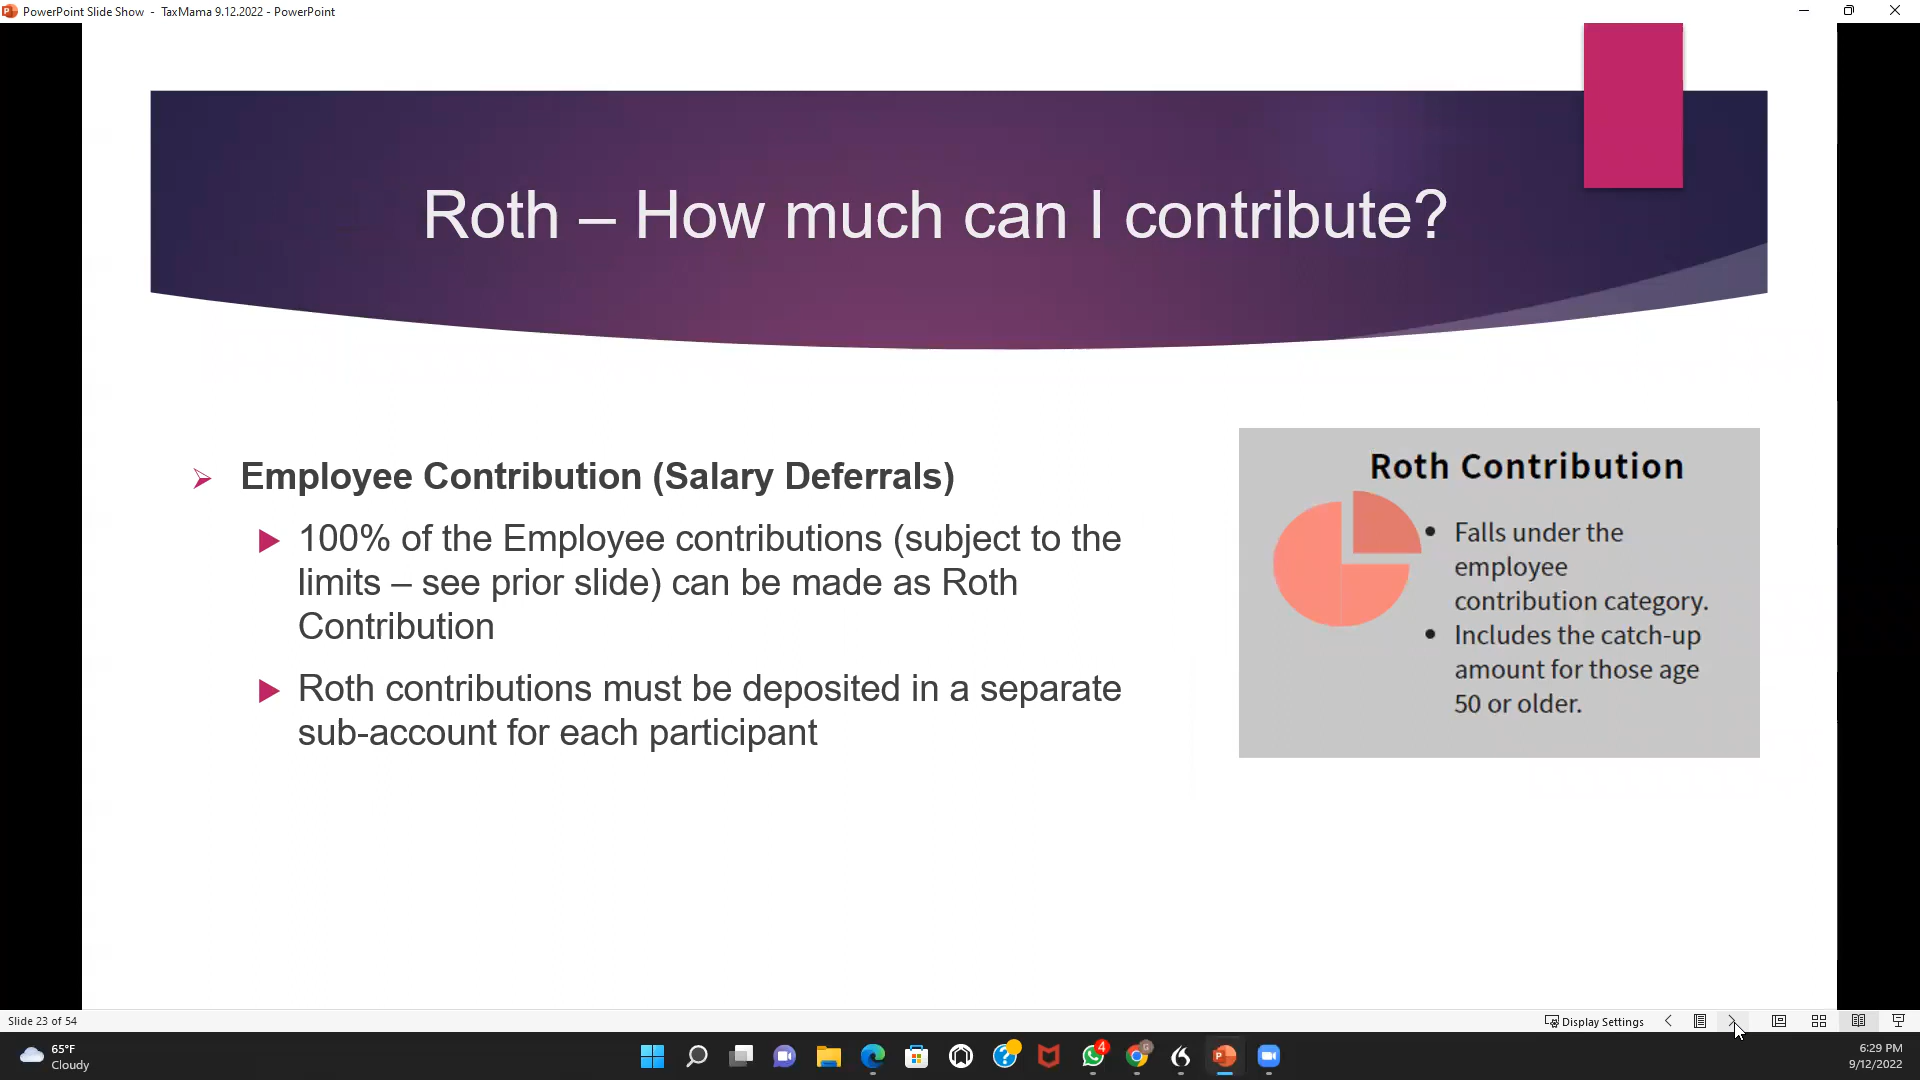 PowerPoint Slide Show - TaxMama 9.12.2022 - PowerPoint
Roth – How much can I contribute?
Employee Contribution (Salary Deferrals)
100% of the Employee contributions (subject to the
limits – see prior slide) can be made as Roth
Contribution
Roth contributions must be deposited in a separate
sub-account for each participant
Roth Contribution
Falls under the
employee
contribution category.
Includes the catch-up
amount for those age
50 or older.
Slide 23 of 54
Display Settings
65°F
Cloudy
4
G
6:29 PM
9/12/2022